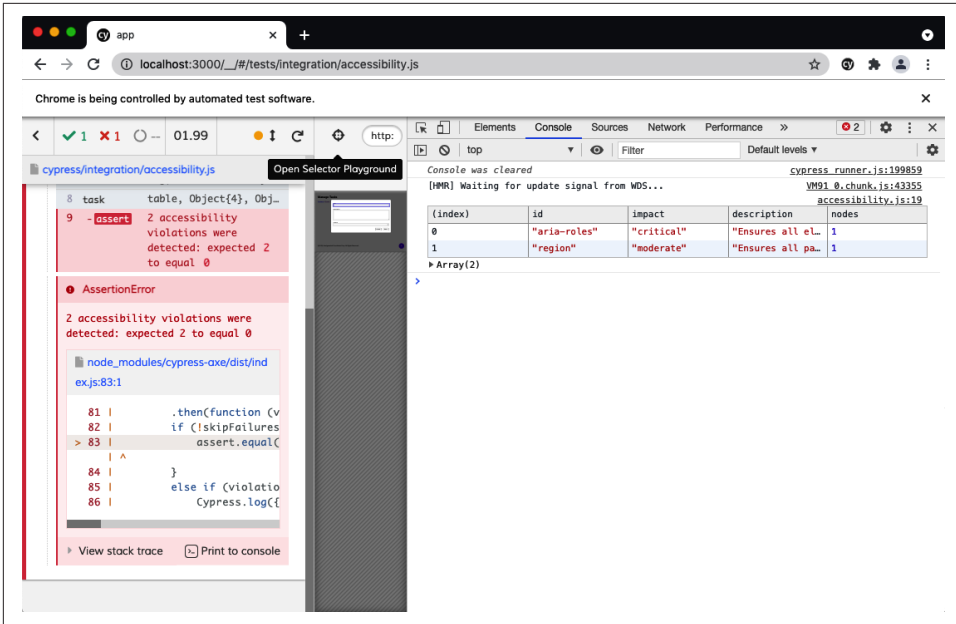 app
localhost:3000/__/#/tests/integration/accessibility.js
Chrome is being controlled by automated test software.
1 1 -- 01.99 http:
cypress/integration/accessibility.js
Open Selector Playground
8 task table, Object{4}, Obj…
9 -assert 2 accessibility
violations were
detected: expected 2
to equal 0
AssertionError
2 accessibility violations were
detected: expected 2 to equal 0
node_modules/cypress-axe/dist/ind
ex.js:83:1
81 | .then(function (v
82 | if (!skipFailures
> 83 | assert.equal(
| ^
84 | }
85 | else if (violatio
86 | Cypress.log({
View stack trace Print to console
Elements Console Sources Network Performance » 2
top Filter Default levels
Console was cleared cypress_runner.js:199859
[HMR] Waiting for update signal from WDS... VM91 0.chunk.js:43355
accessibility.js:19
(index) id impact description nodes
0 "aria-roles" "critical" "Ensures all el… 1
1 "region" "moderate" "Ensures all pa… 1
Array(2)